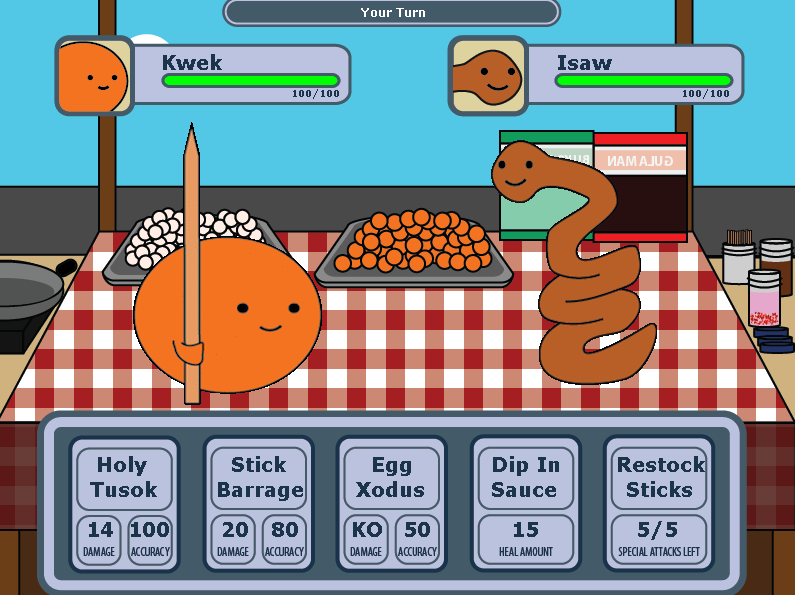 Your Turn
Kwek
100/100
Isaw
100/100
GULAMAN
Holy
Tusok
14
DAMAGE
100
ACCURACY
Stick
Barrage
20
DAMAGE
80
ACCURACY
Egg
Xodus
KO
DAMAGE
50
ACCURACY
Dip In
Sauce
15
HEAL AMOUNT
Restock
Sticks
5/5
SPECIAL ATTACKS LEFT